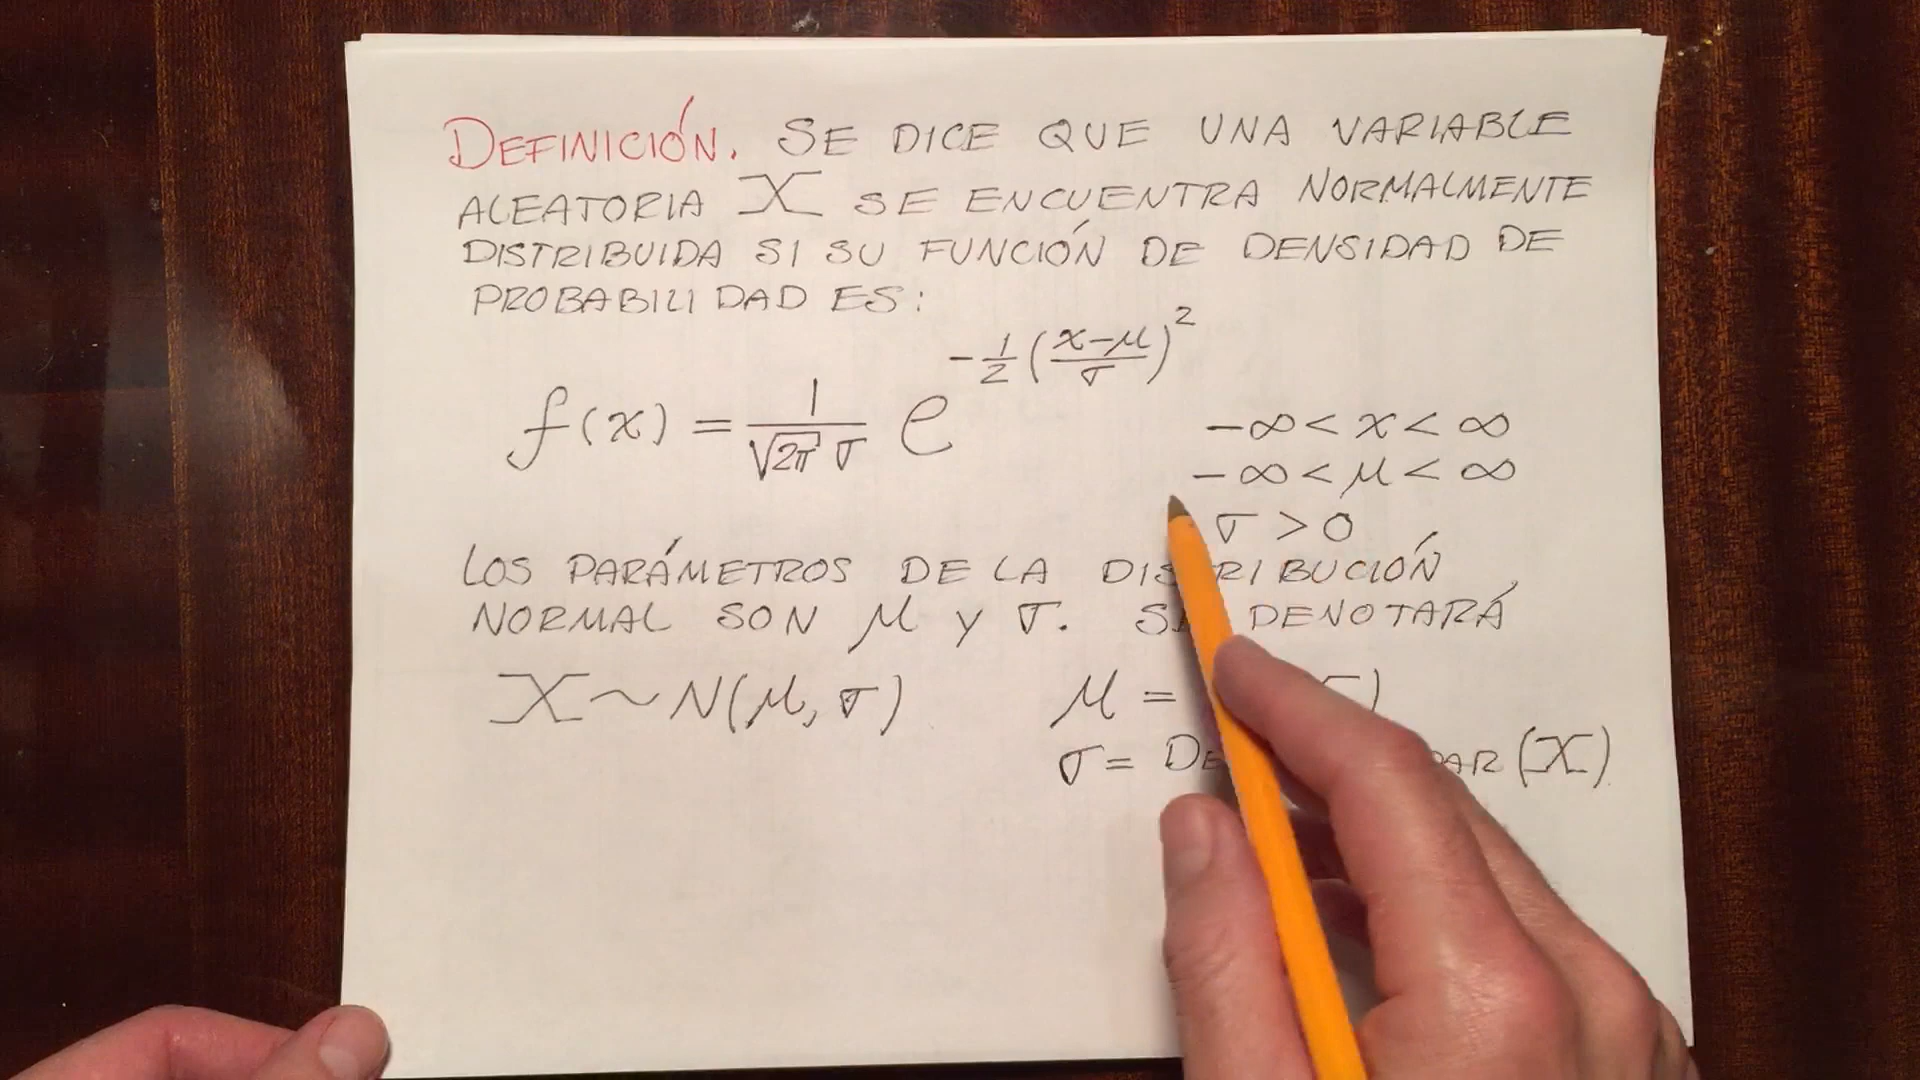 DEFINICIÓN. SE DICE QUE UNA VARIABLE
ALEATORIA X SE ENCUENTRA NORMALMENTE
DISTRIBUIDA SI SU FUNCIÓN DE DENSIDAD DE
PROBABILIDAD ES:
f(x) = 1/(√2π σ) e^(-1/2 ((x-μ)/σ)^2)
-∞ < x < ∞
-∞ < μ < ∞
σ > 0
LOS PARÁMETROS DE LA DISTRIBUCIÓN
NORMAL SON μ Y σ. SE DENOTARÁ
X ~ N(μ, σ) μ =
σ = (X)